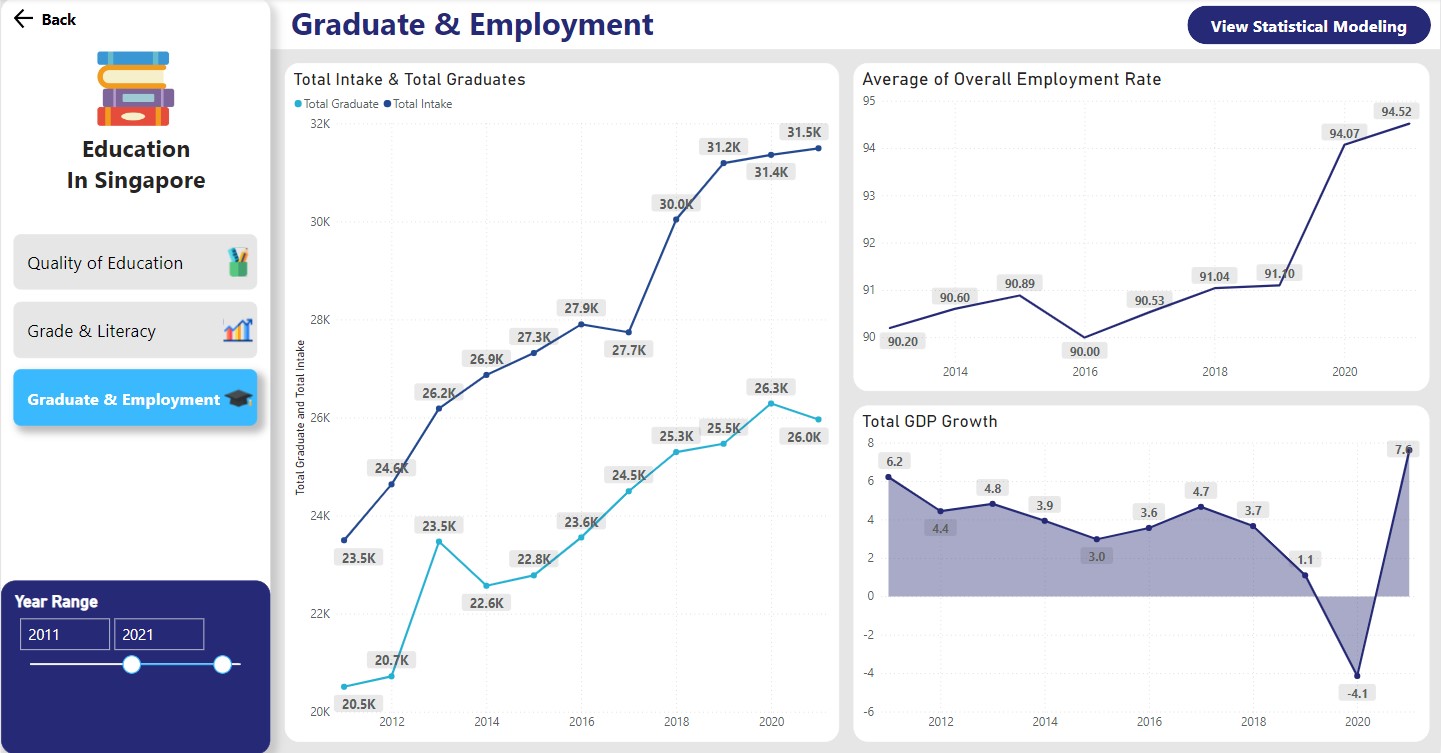 Back
Education
In Singapore
Quality of Education
Grade & Literacy
Graduate & Employment
Year Range
2011 2021
Graduate & Employment
View Statistical Modeling
Total Intake & Total Graduates
Total Graduate Total Intake
Total Graduate and Total Intake
32K
30K
28K
26K
24K
22K
20K
23.5K
24.6K
26.2K
26.9K
27.3K
27.9K
27.7K
30.0K
31.2K
31.4K
31.5K
20.5K
20.7K
23.5K
22.6K
22.8K
23.6K
24.5K
25.3K
25.5K
26.3K
26.0K
2012 2014 2016 2018 2020
Average of Overall Employment Rate
95
94
93
92
91
90
90.20
90.60
90.89
90.00
90.53
91.04
91.10
94.07
94.52
2014 2016 2018 2020
Total GDP Growth
8
6
4
2
0
-2
-4
-6
6.2
4.4
4.8
3.9
3.0
3.6
4.7
3.7
1.1
-4.1
7.6
2012 2014 2016 2018 2020